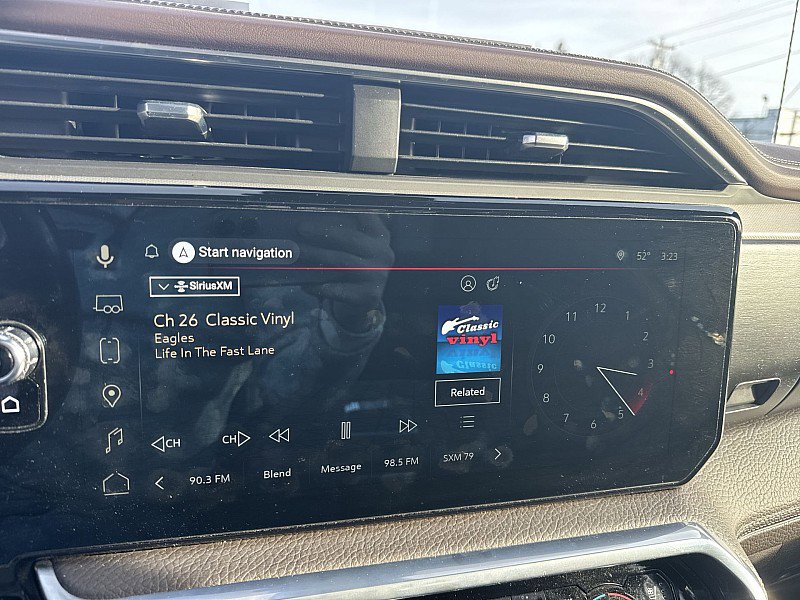 Start navigation
52° 3:23
SiriusXM
Ch 26 Classic Vinyl
Eagles
Life In The Fast Lane
Classic
vinyl
Related
CH
CH
90.3 FM
Blend
Message
98.5 FM
SXM 79
12
1
2
3
4
5
6
7
8
9
10
11